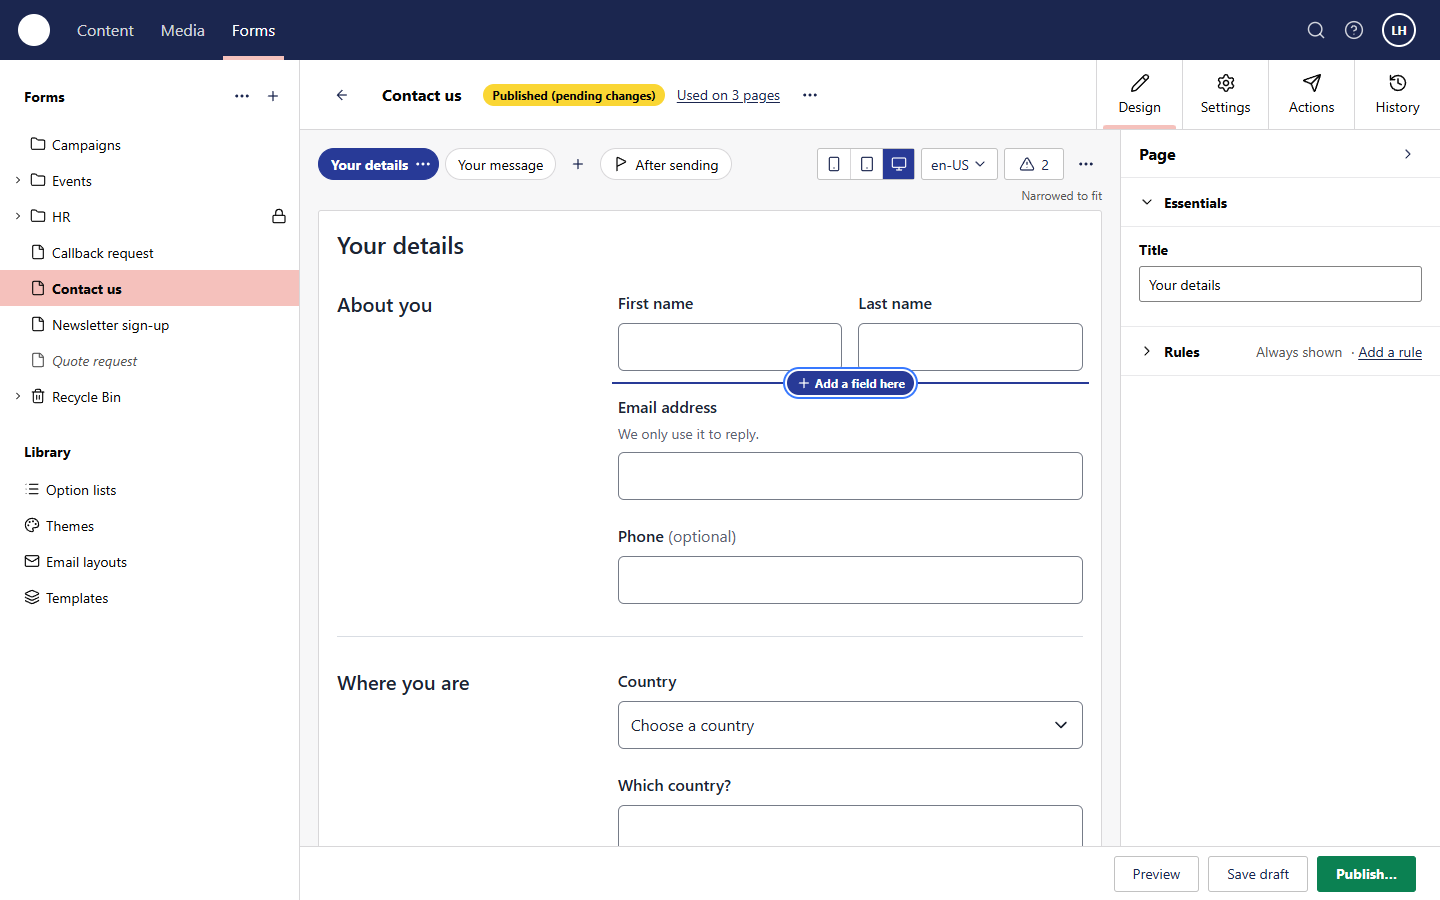 Content
Media
Forms
LH
Forms
Campaigns
Events
HR
Callback request
Contact us
Newsletter sign-up
Quote request
Recycle Bin
Library
Option lists
Themes
Email layouts
Templates
Contact us
Published (pending changes)
Used on 3 pages
Design
Settings
Actions
History
Your details
Your message
After sending
en-US
2
Narrowed to fit
Your details
About you
First name
Last name
Add a field here
Email address
We only use it to reply.
Phone (optional)
Where you are
Country
Choose a country
Which country?
Page
Essentials
Title
Your details
Rules
Always shown · Add a rule
Preview
Save draft
Publish...